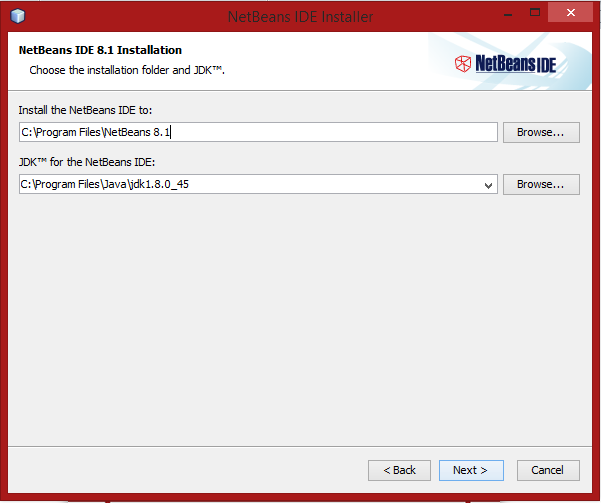 NetBeans IDE Installer
NetBeans IDE 8.1 Installation
Choose the installation folder and JDK™.
NetBeans IDE
Install the NetBeans IDE to:
C:\Program Files\NetBeans 8.1
Browse...
JDK™ for the NetBeans IDE:
C:\Program Files\Java\jdk1.8.0_45
Browse...
< Back
Next >
Cancel